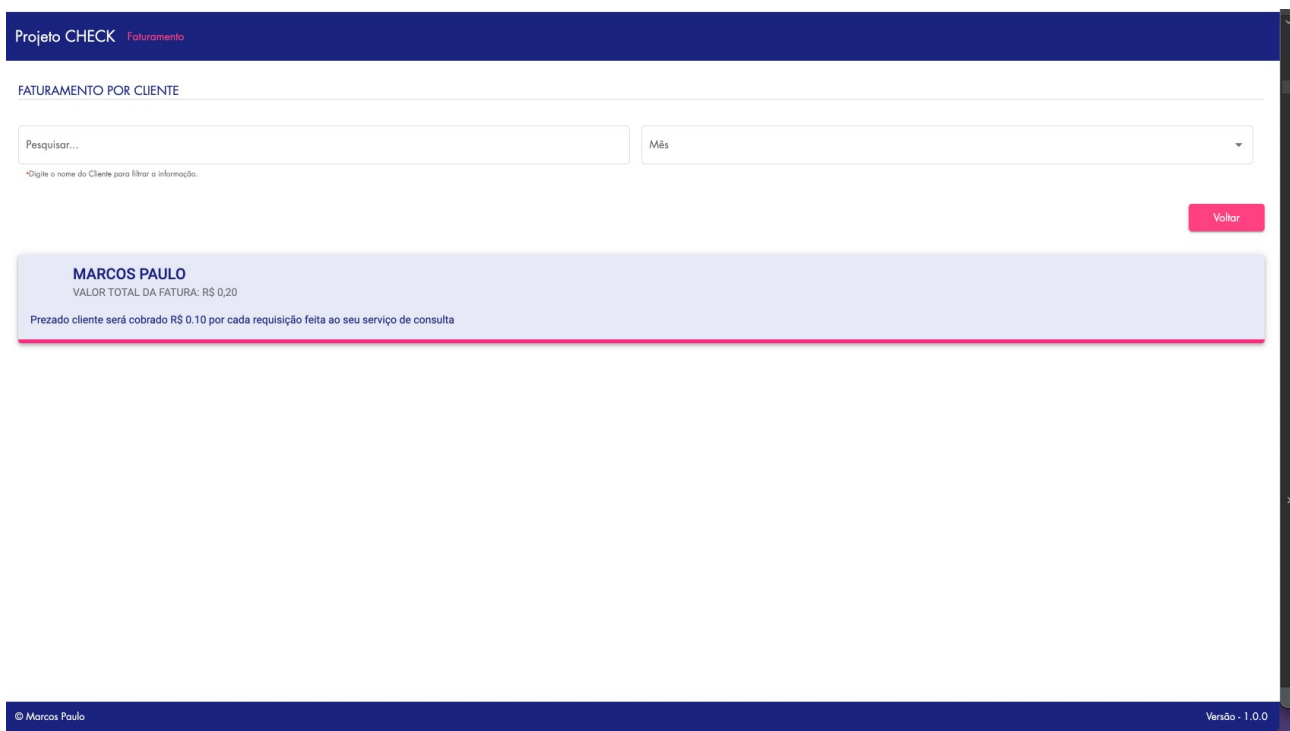 Projeto CHECK Faturamento
FATURAMENTO POR CLIENTE
Pesquisar... Mês
*Digite o nome do Cliente para filtrar a informação.
Voltar
MARCOS PAULO
VALOR TOTAL DA FATURA: R$ 0,20
Prezado cliente será cobrado R$ 0.10 por cada requisição feita ao seu serviço de consulta
© Marcos Paulo Versão - 1.0.0